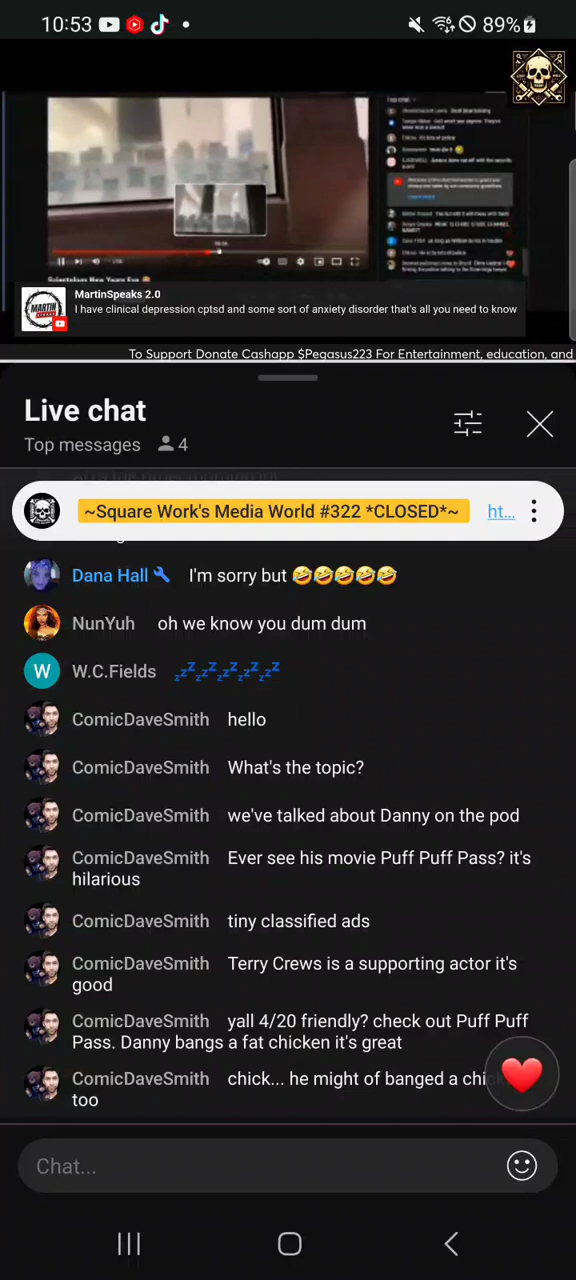 10:53
89%
Top chat
Scientology New Years Eve
MartinSpeaks 2.0
I have clinical depression cptsd and some sort of anxiety disorder that's all you need to know
To Support Donate Cashapp $Pegasus223 For Entertainment, education, and
Live chat
Top messages 4
~Square Work's Media World #322 *CLOSED*~ ht...
Dana Hall I'm sorry but 🤣🤣🤣🤣🤣
NunYuh oh we know you dum dum
W W.C.Fields 💤💤💤💤💤
ComicDaveSmith hello
ComicDaveSmith What's the topic?
ComicDaveSmith we've talked about Danny on the pod
ComicDaveSmith Ever see his movie Puff Puff Pass? it's
hilarious
ComicDaveSmith tiny classified ads
ComicDaveSmith Terry Crews is a supporting actor it's
good
ComicDaveSmith yall 4/20 friendly? check out Puff Puff
Pass. Danny bangs a fat chicken it's great
ComicDaveSmith chick... he might of banged a chi
too
Chat...